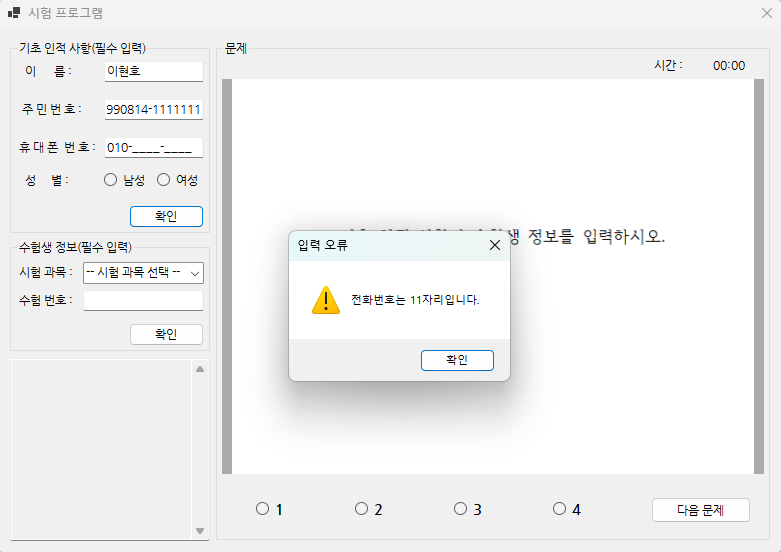 시험 프로그램
기초 인적 사항(필수 입력)
이 름 : 이현호
주민번호 : 990814-1111111
휴대폰 번호 : 010-____-____
성 별 : 남성 여성
확인
수험생 정보(필수 입력)
시험 과목 : -- 시험 과목 선택 --
수험 번호 :
확인
문제
시간 : 00:00
정보를 입력하시오.
입력 오류
전화번호는 11자리입니다.
확인
1 2 3 4
다음 문제